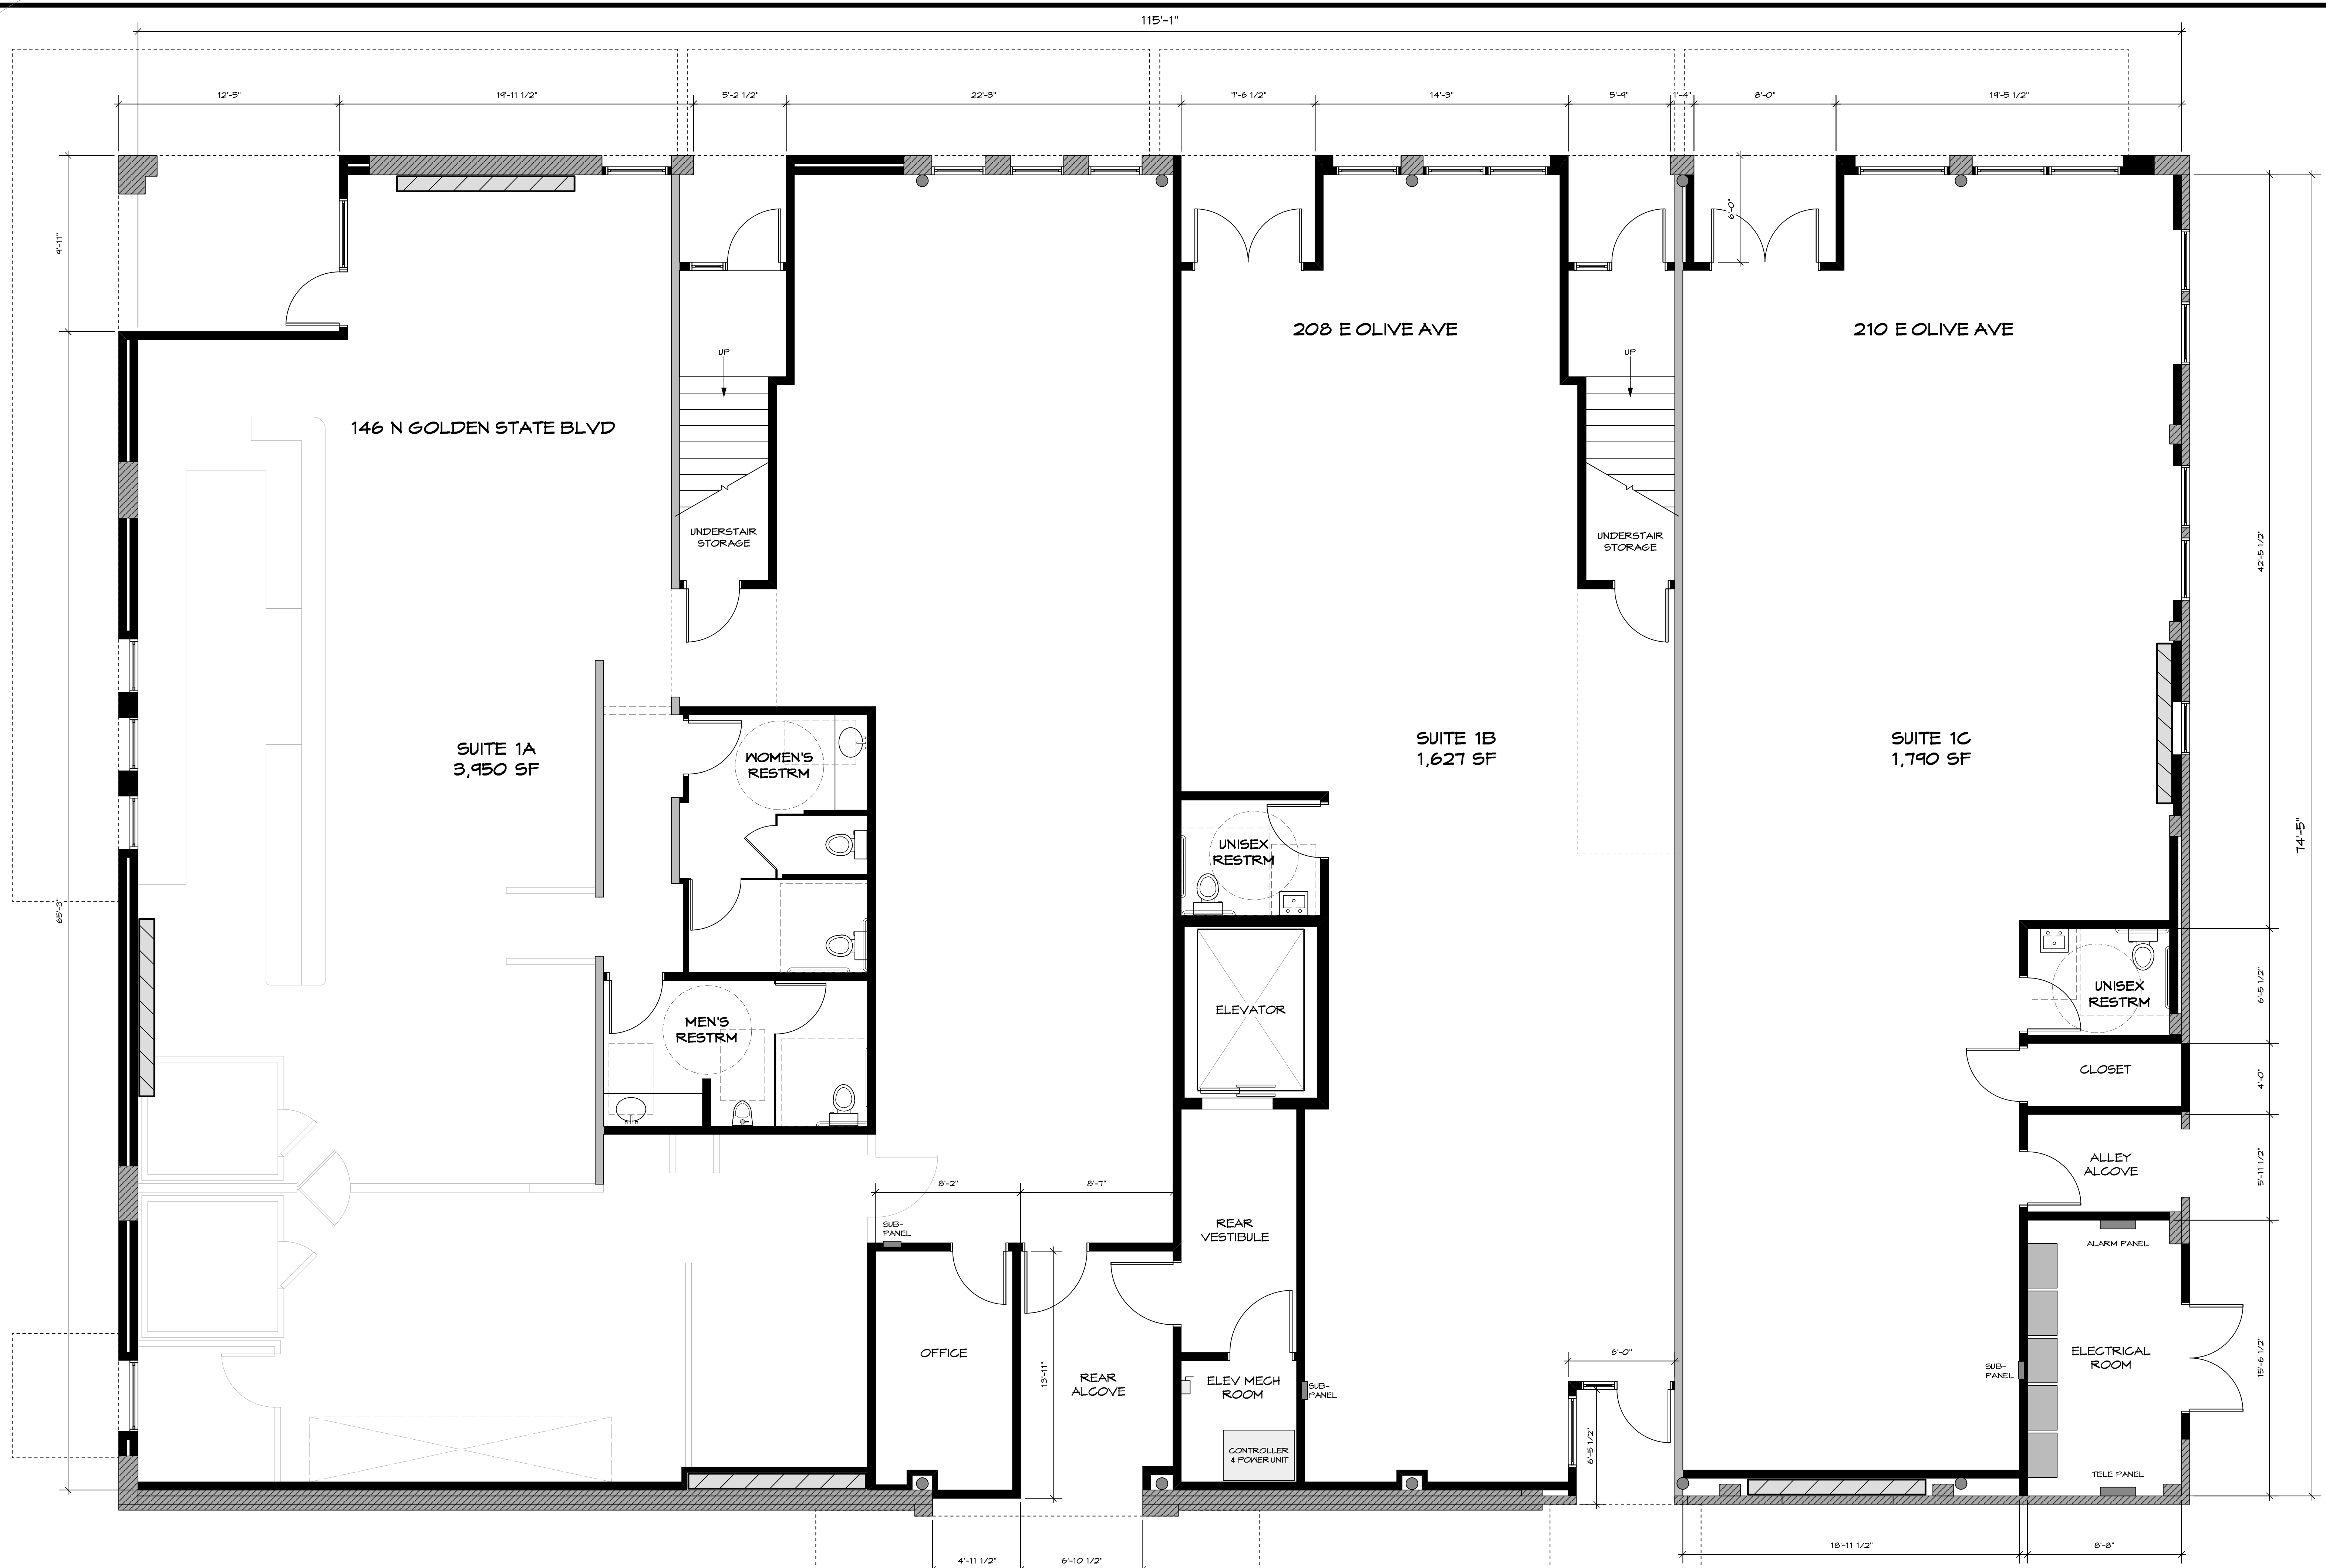 115'-1"
12'-5"
19'-11 1/2"
5'-2 1/2"
22'-3"
7'-6 1/2"
14'-3"
5'-9"
1'-4"
8'-0"
19'-5 1/2"
9'-11"
6'-0"
208 E OLIVE AVE
210 E OLIVE AVE
UP
UP
146 N GOLDEN STATE BLVD
UNDERSTAIR
STORAGE
UNDERSTAIR
STORAGE
42'-5 1/2"
SUITE 1A
3,950 SF
WOMEN'S
RESTRM
SUITE 1B
1,627 SF
SUITE 1C
1,790 SF
74'-5"
UNISEX
RESTRM
65'-3"
ELEVATOR
UNISEX
RESTRM
6'-5 1/2"
MEN'S
RESTRM
CLOSET
4'-0"
ALLEY
ALCOVE
5'-11 1/2"
8'-2"
8'-7"
SUB-
PANEL
REAR
VESTIBULE
ALARM PANEL
OFFICE
13'-11"
REAR
ALCOVE
ELEV MECH
ROOM
SUB-
PANEL
6'-0"
SUB-
PANEL
ELECTRICAL
ROOM
15'-6 1/2"
CONTROLLER
& POWER UNIT
6'-5 1/2"
TELE PANEL
4'-11 1/2"
6'-10 1/2"
18'-11 1/2"
8'-8"